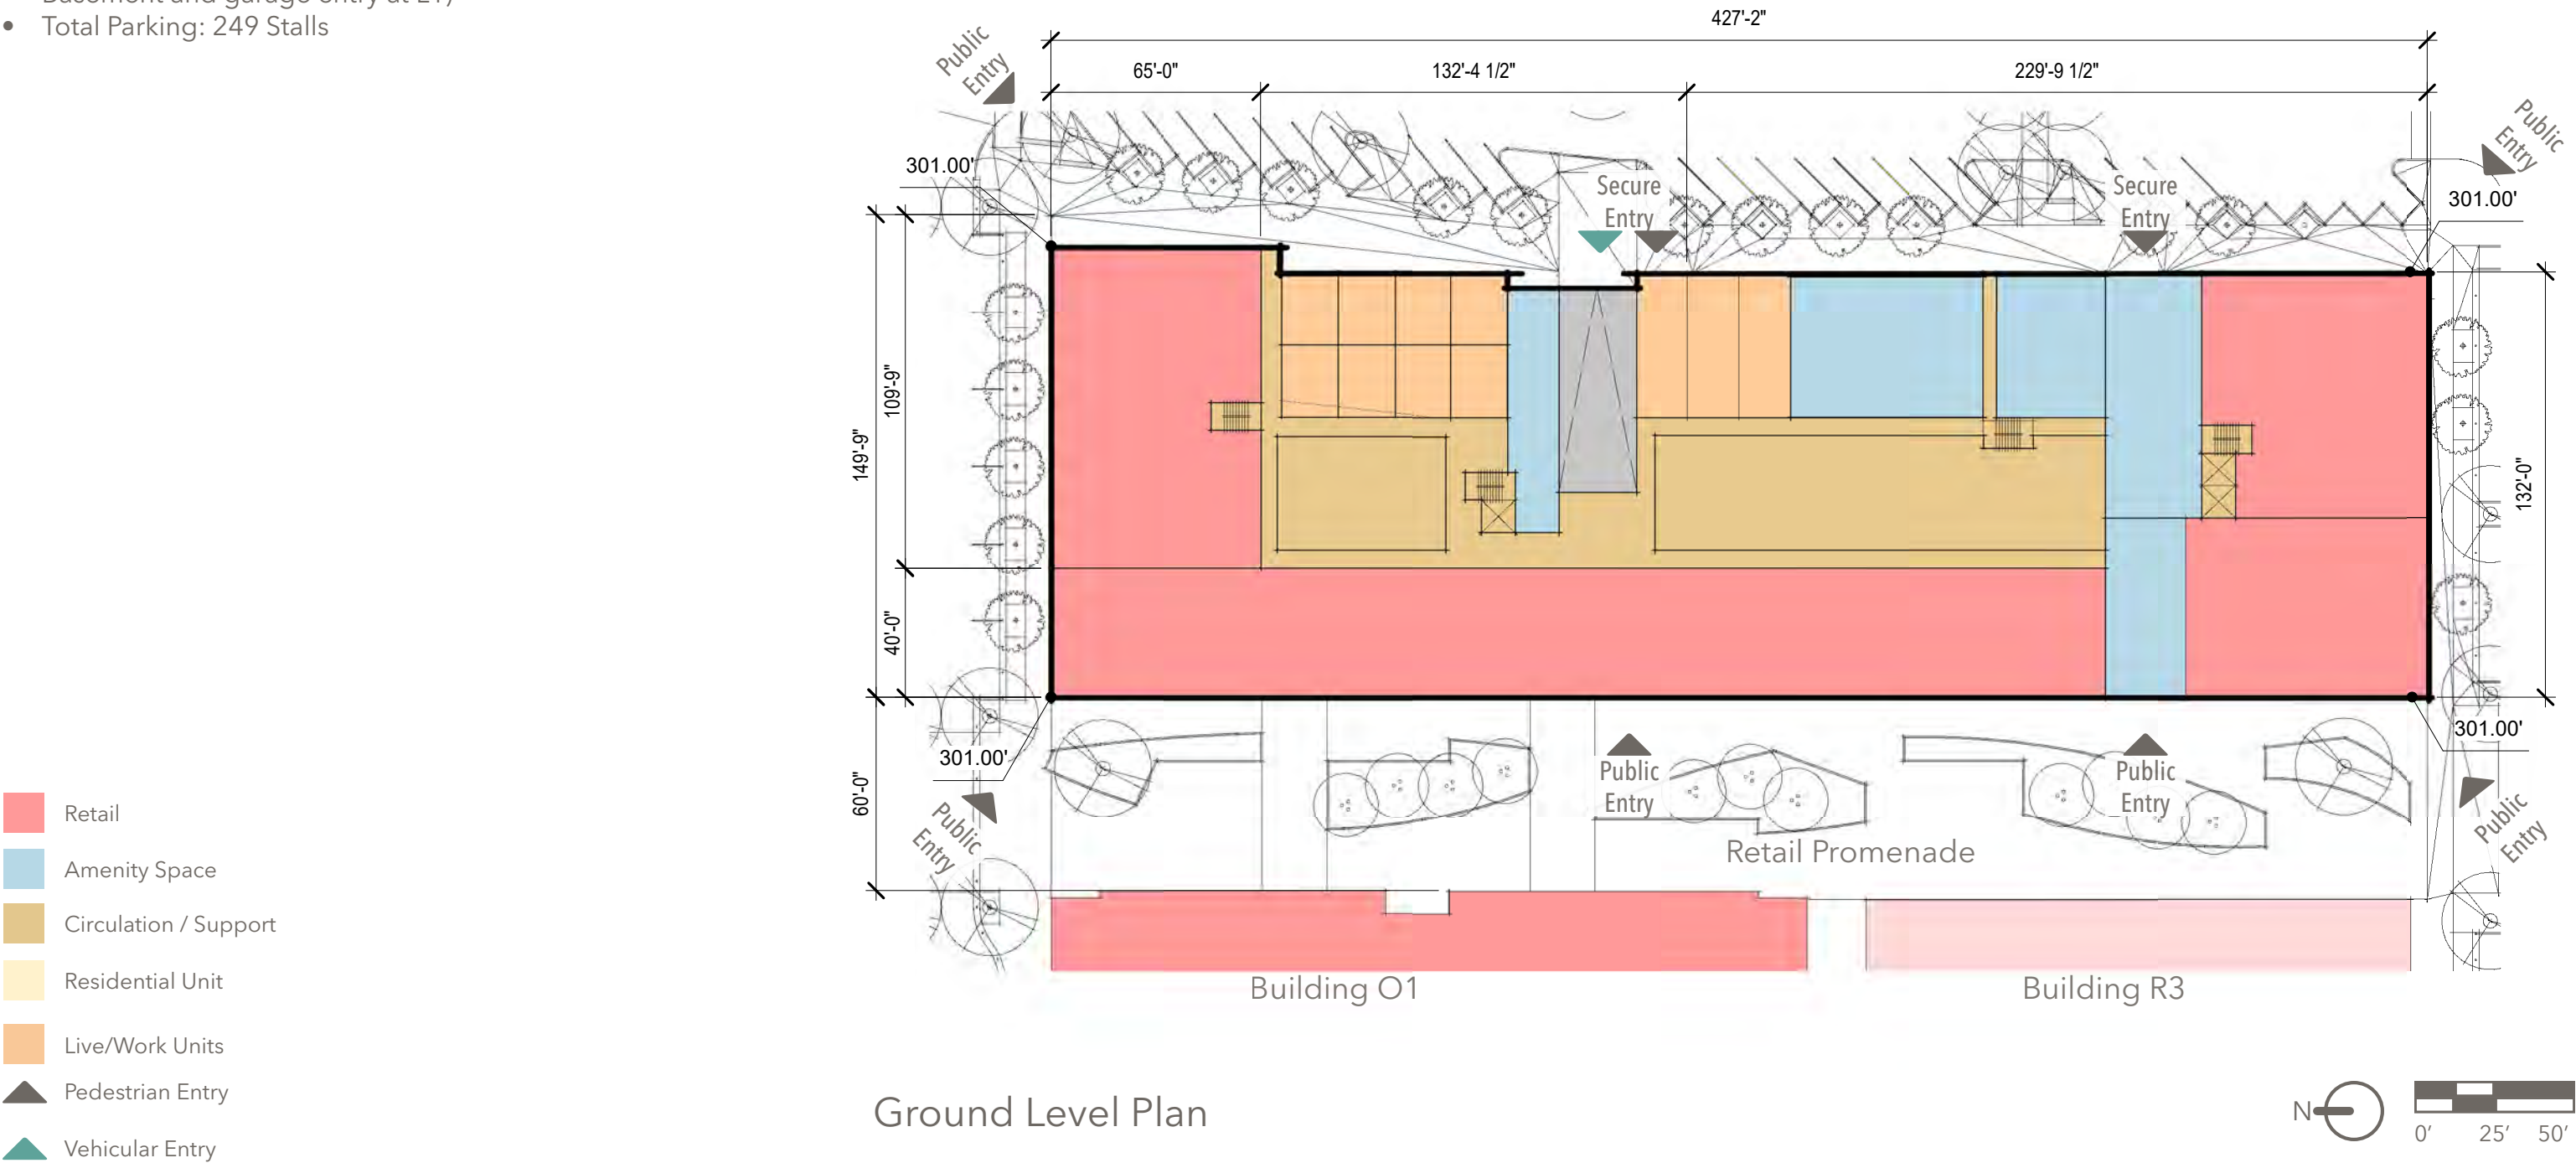 • Total Parking: 249 Stalls
427'-2"
65'-0"
132'-4 1/2"
229'-9 1/2"
Public
Entry
Public
Entry
301.00'
Secure
Entry
Secure
Entry
301.00'
109'-9"
149'-9"
132'-0"
40'-0"
60'-0"
301.00'
301.00'
Public
Entry
Public
Entry
Public
Entry
Public
Entry
Retail Promenade
Building O1
Building R3
Retail
Amenity Space
Circulation / Support
Residential Unit
Live/Work Units
Pedestrian Entry
Vehicular Entry
Ground Level Plan
N
0' 25' 50'